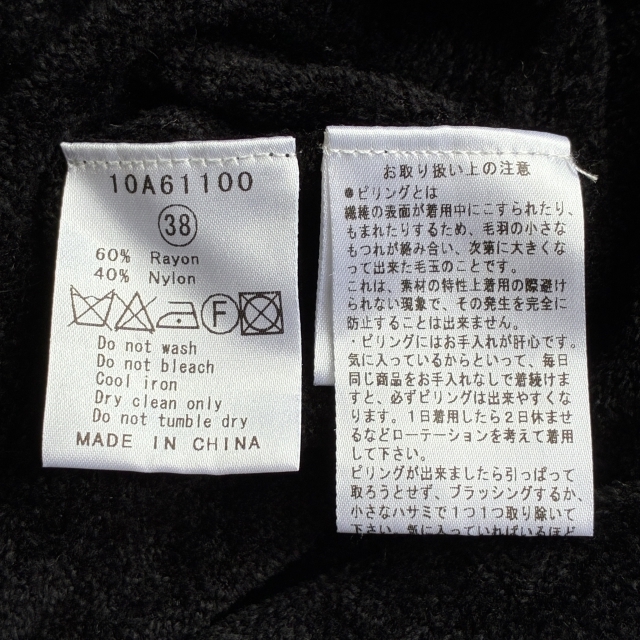 10A61100
38
60% Rayon
40% Nylon
F
Do not wash
Do not bleach
Cool iron
Dry clean only
Do not tumble dry
MADE IN CHINA
お取り扱い上の注意
●ピリングとは
繊維の表面が着用中にこすられたり、
もまれたりするため、毛羽の小さな
もつれが絡み合い、次第に大きくな
って出来た毛玉のことです。
これは、素材の特性上着用の際避け
られない現象で、その発生を完全に
防止することは出来ません。
・ピリングにはお手入れが肝心です。
気に入っているからといって、毎日
同じ商品をお手入れなしで着続けま
すと、必ずピリングは出来やすくな
ります。1日着用したら2日休ませ
るなどローテーションを考えて着用
して下さい。
ピリングが出来ましたら引っぱって
取ろうとせず、ブラッシングするか、
小さなハサミで1つ1つ取り除いて
下さい。気に入っていればいるほど